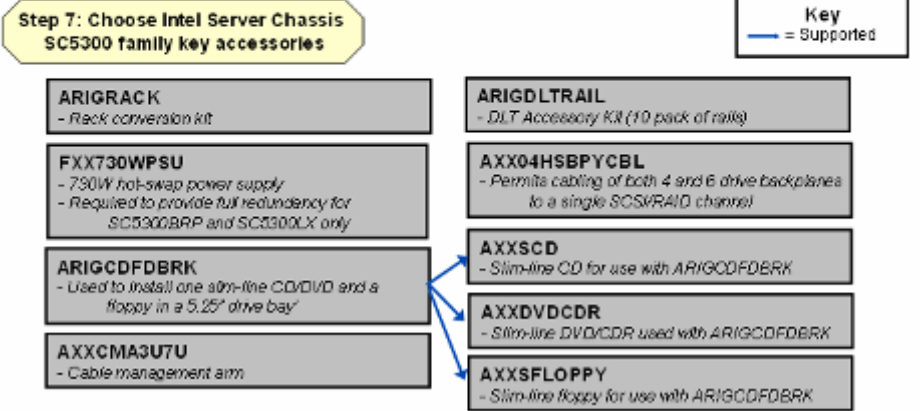 Step 7: Choose Intel Server Chassis
SC5300 family key accessories
Key
= Supported
ARIGRACK
- Rack conversion kit
FXX730WPSU
- 730W hot-swap power supply
- Required to provide full redundancy for
SC5300BRP and SC5300LX only
ARIGCDFDBRK
- Used to install one slim-line CD/DVD and a
floppy in a 5.25" drive bay'
AXXCMA3U7U
- Cable management arm
ARIGDLTRAIL
- DLT Accessory Kit (10 pack of rails)
AXX04HSBPYCBL
- Permits cabling of both 4 and 6 drive backplanes
to a single SCSI/RAID channel
AXXSCD
- Slim-line CD for use with ARIGCDFDBRK
AXXDVDCDR
- Slim-line DVD/CDR used with ARIGCDFDBRK
AXXSFLOPPY
- Slim-line floppy for use with ARIGCDFDBRK